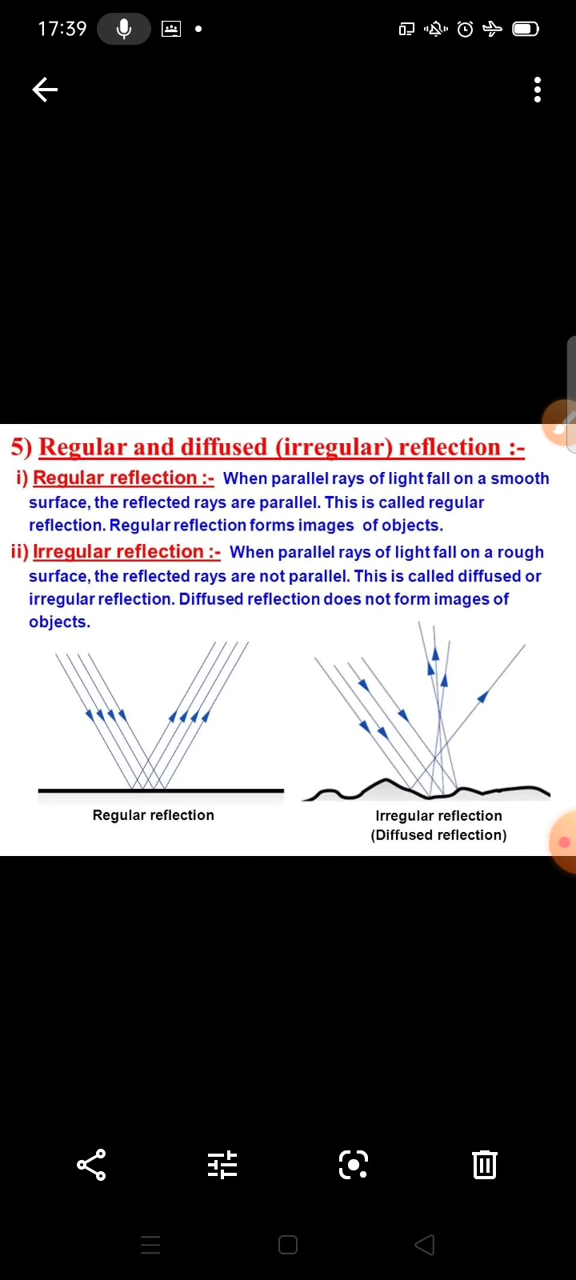 17:39
5) Regular and diffused (irregular) reflection :-
i) Regular reflection :- When parallel rays of light fall on a smooth
surface, the reflected rays are parallel. This is called regular
reflection. Regular reflection forms images of objects.
ii) Irregular reflection :- When parallel rays of light fall on a rough
surface, the reflected rays are not parallel. This is called diffused or
irregular reflection. Diffused reflection does not form images of
objects.
Regular reflection
Irregular reflection
(Diffused reflection)